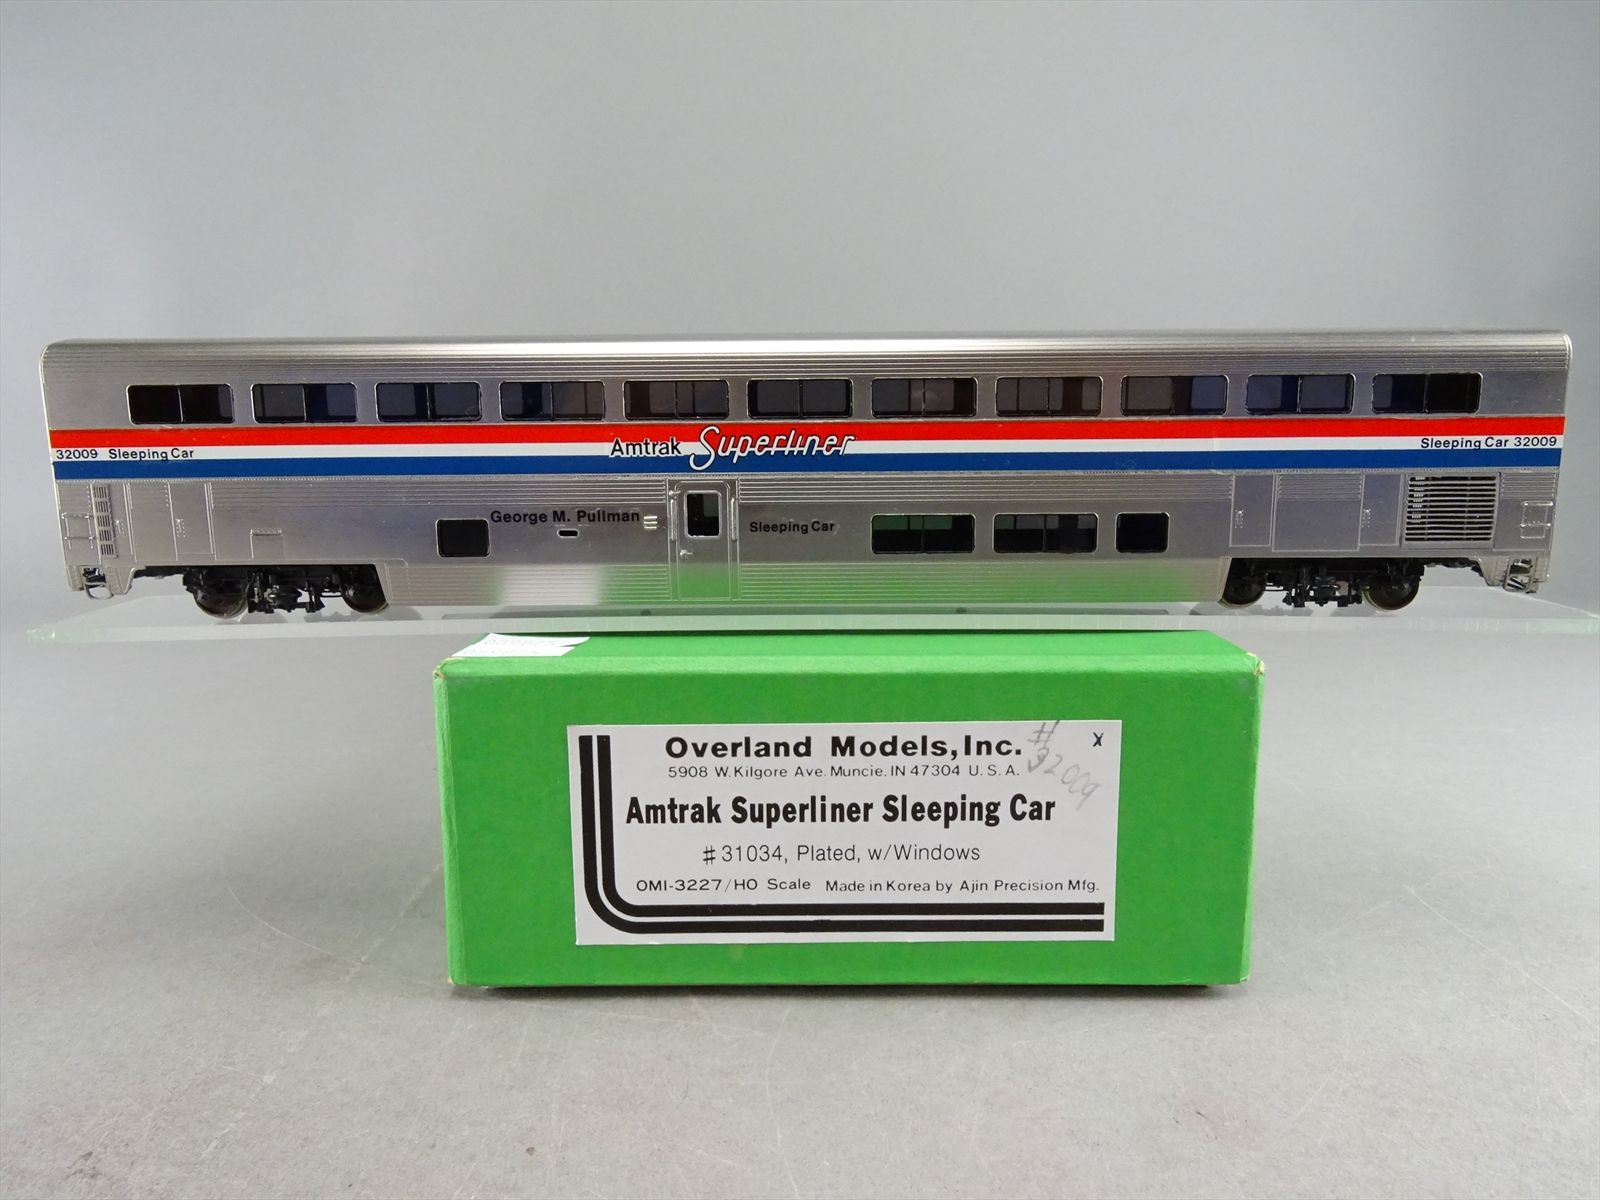 32009 Sleeping Car
Amtrak Superliner
Sleeping Car 32009
George M. Pullman
Sleeping Car
Overland Models, Inc.
5908 W. Kilgore Ave. Muncie, IN 47304 U. S. A.
#32009
X
Amtrak Superliner Sleeping Car
#31034, Plated, w/Windows
OMI-3227/HO Scale Made in Korea by Ajin Precision Mfg.